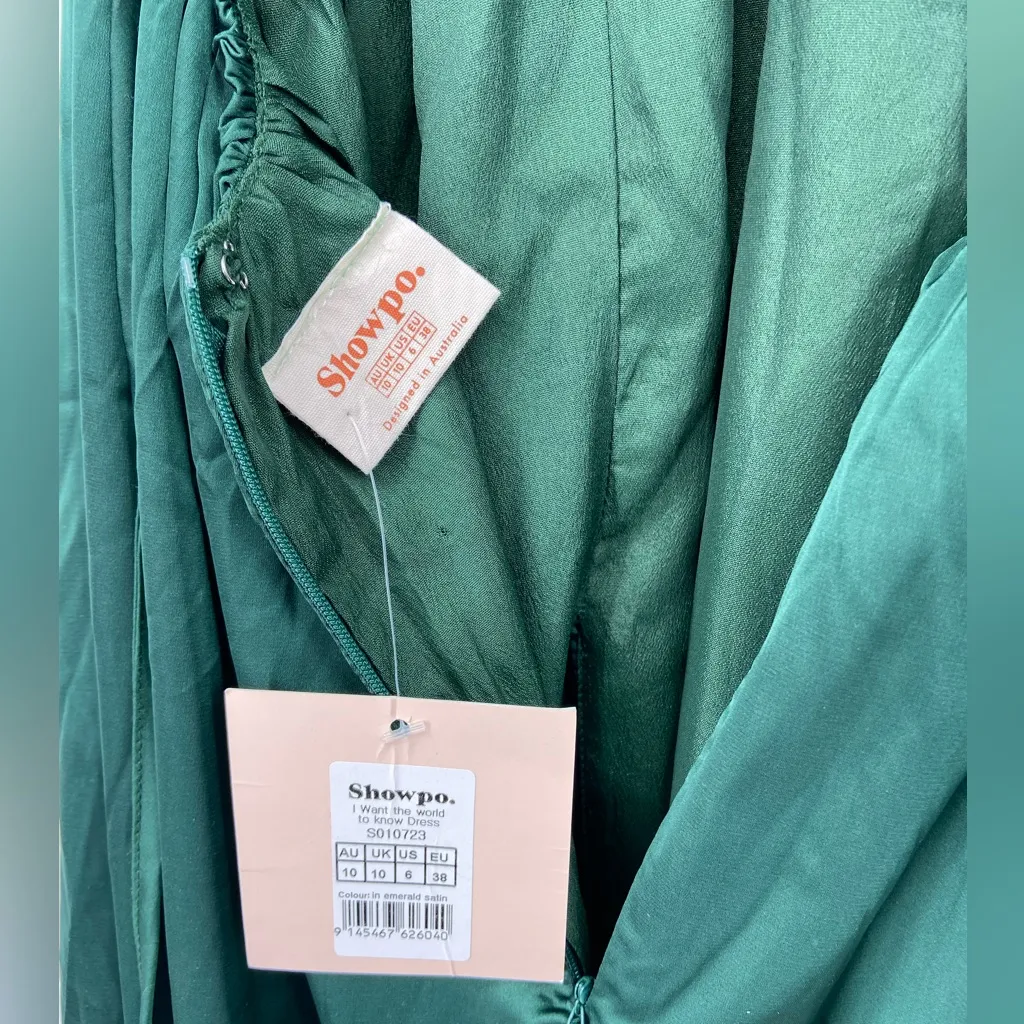 Showpo.
AU UK US EU
10 10 6 38
Designed in Australia
Showpo.
I Want the world
to know Dress
S010723
AU UK US EU
10 10 6 38
Colour: in emerald satin
9 145467 626040